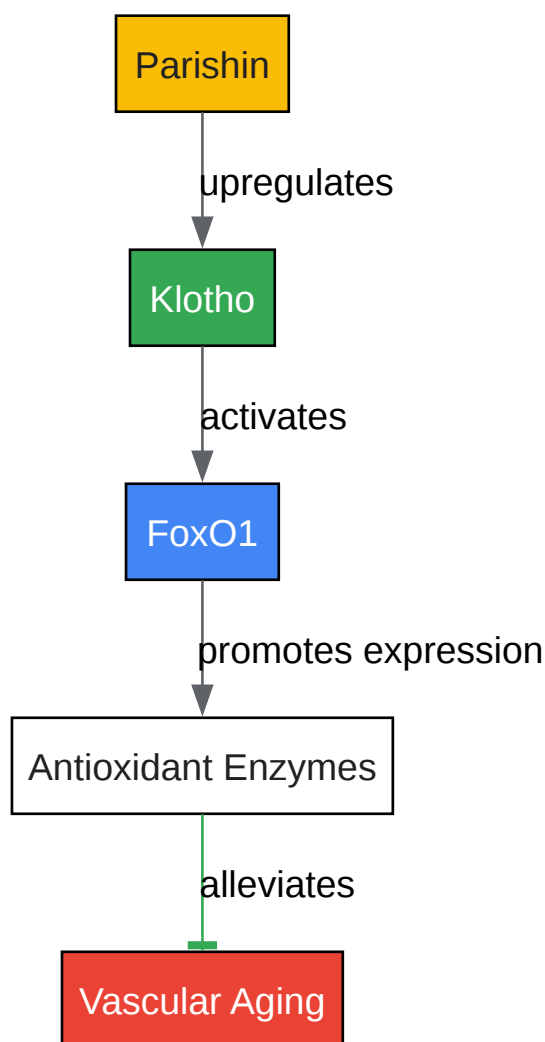 Parishin
upregulates
Klotho
activates
FoxO1
promotes expression
Antioxidant Enzymes
alleviates
Vascular Aging